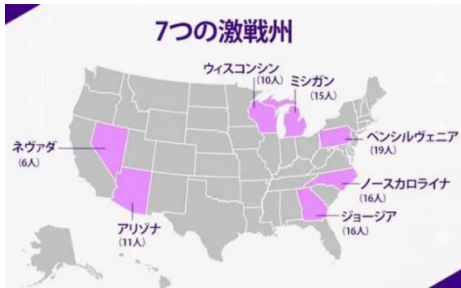 7つの激戦州
ウィスコンシン
(10人)
ミシガン
(15人)
ネヴァダ
(6人)
ペンシルヴェニア
(19人)
ノースカロライナ
(16人)
アリゾナ
(11人)
ジョージア
(16人)